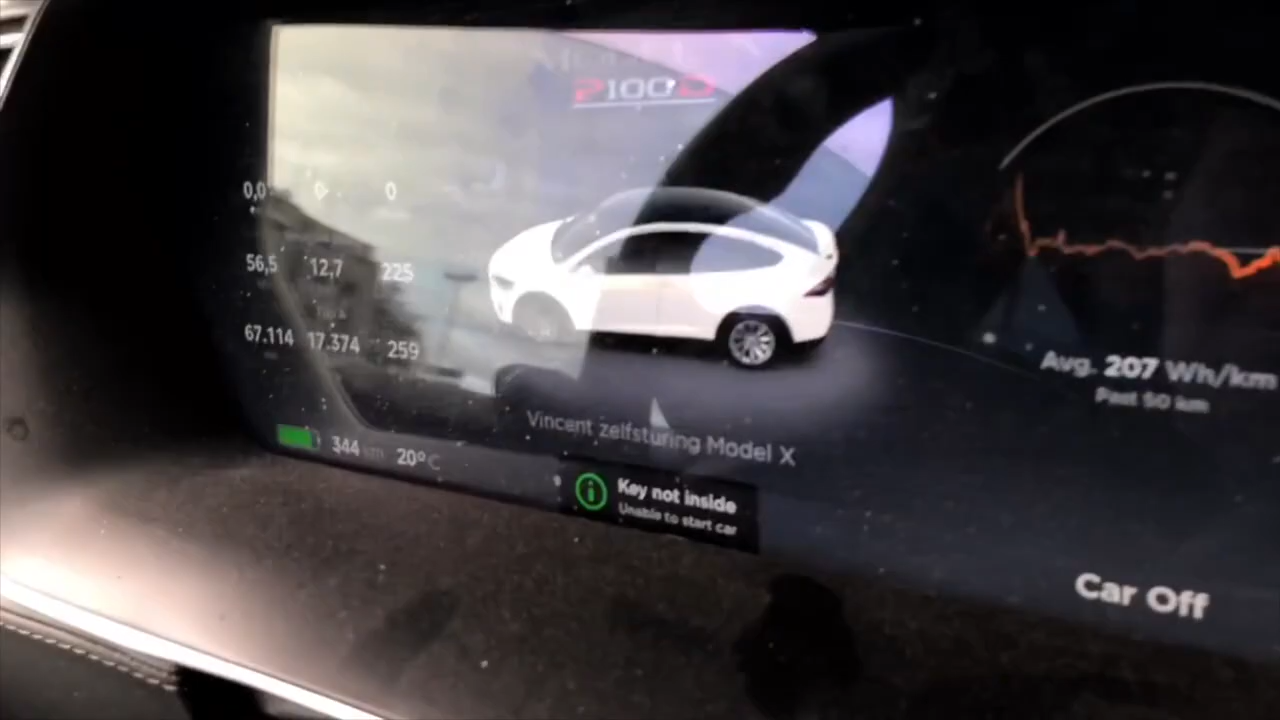 P100D
0,0 0 0
56,5 12,7 225
67.114 17.374 259
344 km 20°C
Vincent zelfsturing Model X
Key not inside
Unable to start car
Avg. 207 Wh/km
Past 50 km
Car Off